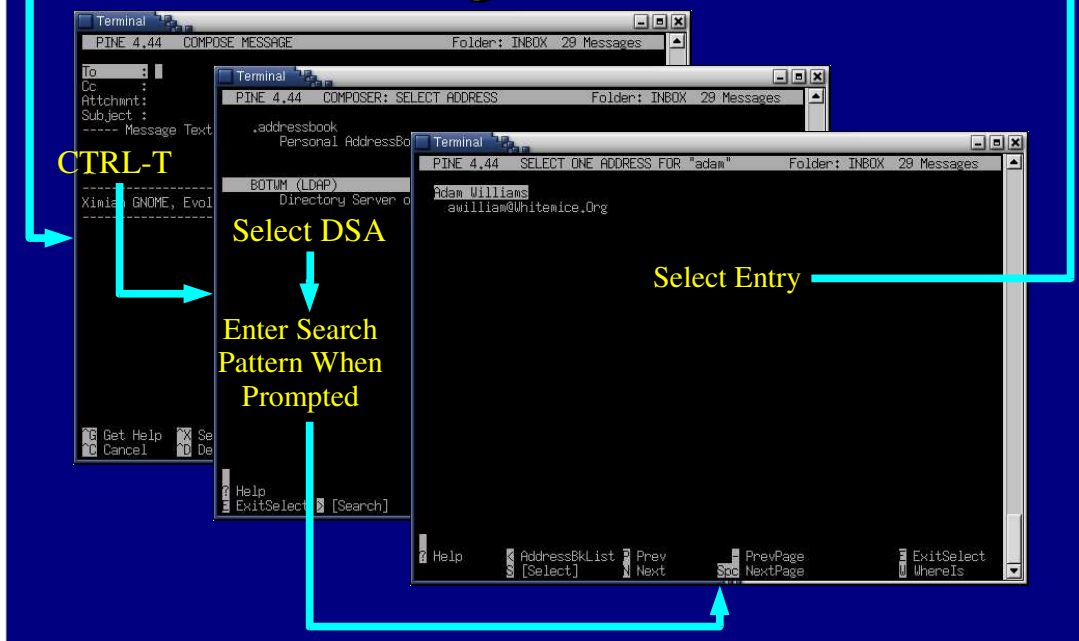 Terminal
PINE 4.44 COMPOSE MESSAGE Folder: INBOX 29 Messages
To :
Cc :
Attchmnt:
Subject :
----- Message Text
CTRL-T
Ximian GNOME, Evol
^G Get Help ^X Se
^C Cancel ^D De
Terminal
PINE 4.44 COMPOSER: SELECT ADDRESS Folder: INBOX 29 Messages
.addressbook
Personal AddressBo
BOTWM (LDAP)
Directory Server o
Select DSA
Enter Search
Pattern When
Prompted
? Help
E ExitSelect > [Search]
Terminal
PINE 4.44 SELECT ONE ADDRESS FOR "adam" Folder: INBOX 29 Messages
Adam Williams
awilliam@Whitemice.Org
Select Entry
? Help < AddressBkList P Prev - PrevPage E ExitSelect
S [Select] N Next Spc NextPage W WhereIs